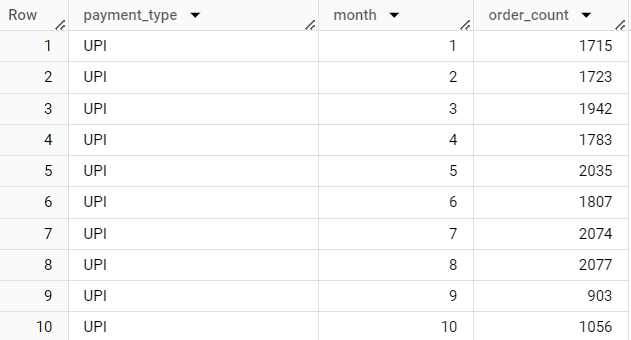 Row payment_type month order_count
1 UPI 1 1715
2 UPI 2 1723
3 UPI 3 1942
4 UPI 4 1783
5 UPI 5 2035
6 UPI 6 1807
7 UPI 7 2074
8 UPI 8 2077
9 UPI 9 903
10 UPI 10 1056